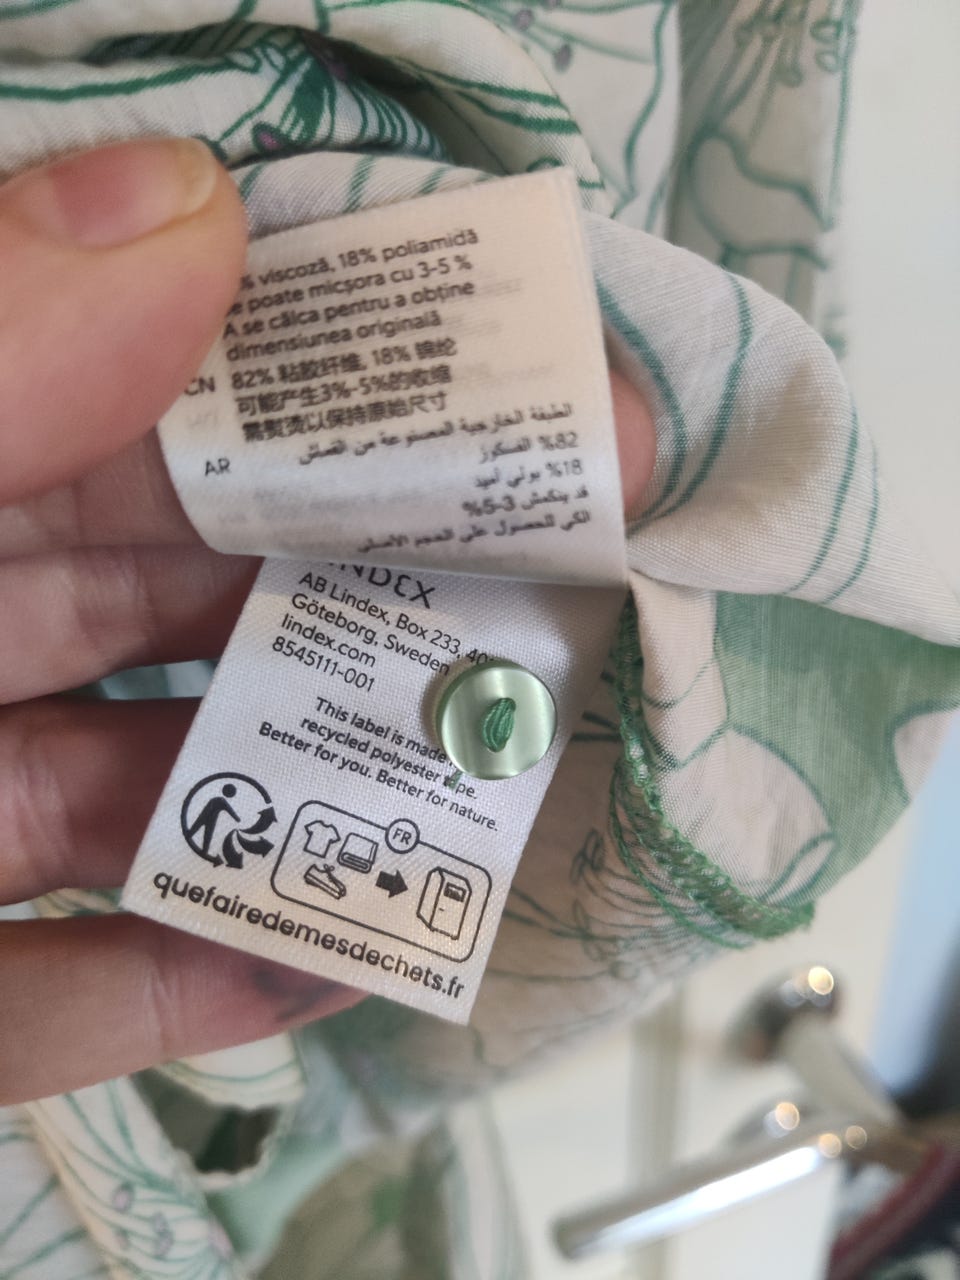 % viscoză, 18% poliamidă
e poate micșora cu 3-5 %
A se călca pentru a obține
dimensiunea originală
CN 82% 粘胶纤维, 18% 锦纶
可能产生3%-5%的收缩
需熨烫以保持原始尺寸
AR الطبقة الخارجية المصنوعة من القماش
82% الفسكوز
18% بولي أميد
قد ينكمش 3-5%
الكي للحصول على الحجم الأصلي
INDEX
AB Lindex, Box 233, 40
Göteborg, Sweden
lindex.com
8545111-001
This label is made
recycled polyester pe.
Better for you. Better for nature.
FR
quefairedemesdechets.fr